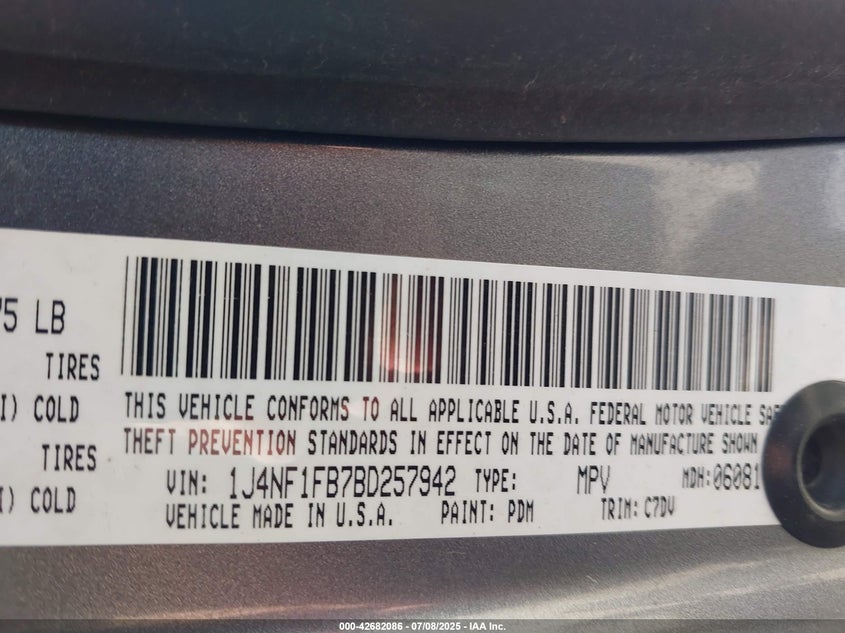 75 LB
TIRES
I) COLD
TIRES
I) COLD
THIS VEHICLE CONFORMS TO ALL APPLICABLE U.S.A. FEDERAL MOTOR VEHICLE
THEFT PREVENTION STANDARDS IN EFFECT ON THE DATE OF MANUFACTURE SHOWN
VIN: 1J4NF1FB7BD257942 TYPE: MPV MDH: 06081
VEHICLE MADE IN U.S.A. PAINT: PDM TRIM: C7DV
000-42682086 - 07/08/2025 - IAA Inc.